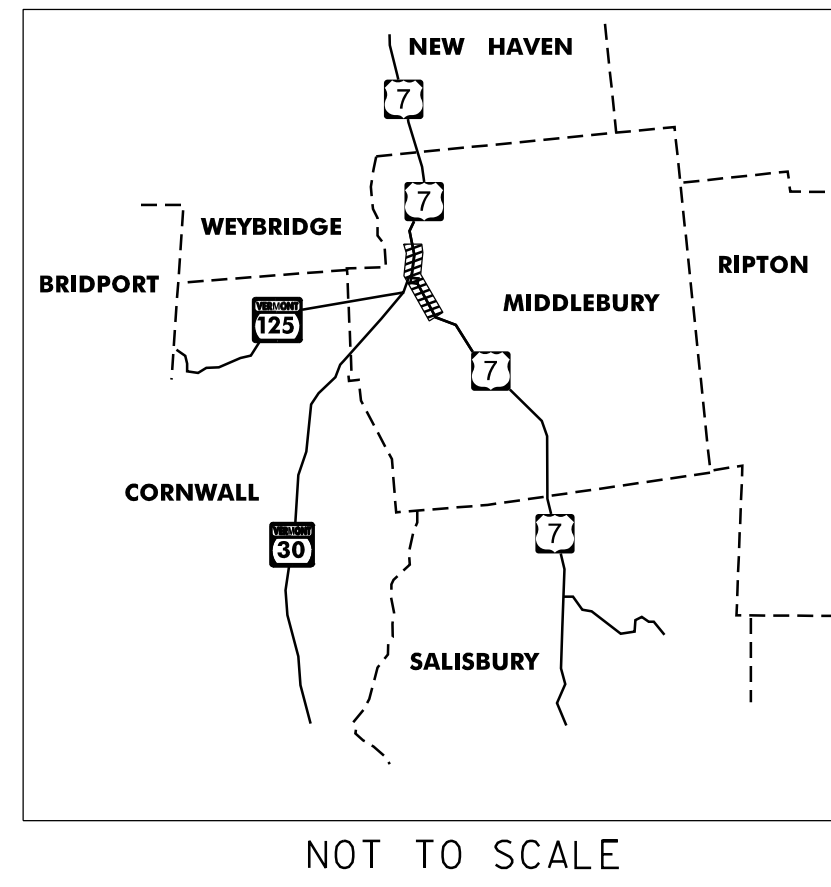 NEW HAVEN
7
7
WEYBRIDGE
RIPTON
BRIDPORT
MIDDLEBURY
VERMONT
125
7
CORNWALL
7
VERMONT
30
SALISBURY
NOT TO SCALE